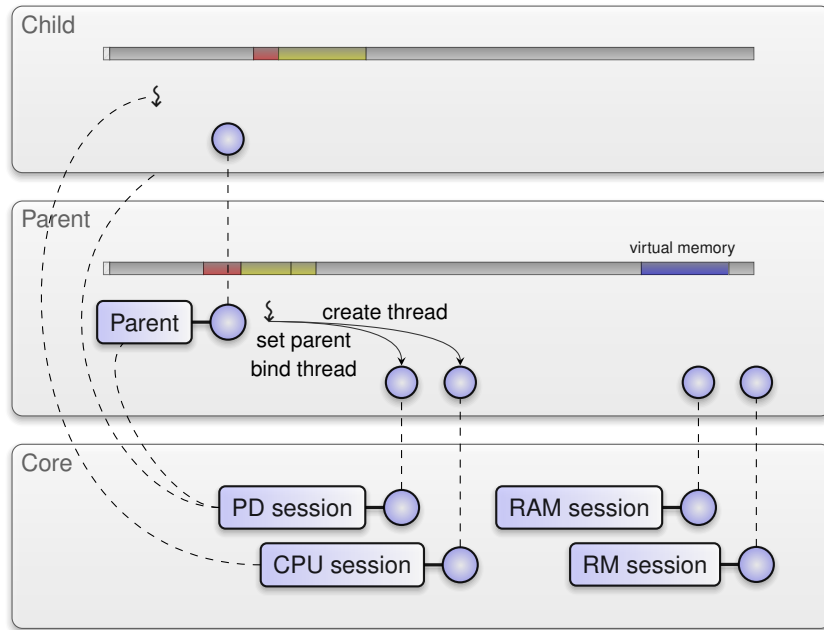 Child
Parent
virtual memory
Parent
create thread
set parent
bind thread
Core
PD session
RAM session
CPU session
RM session